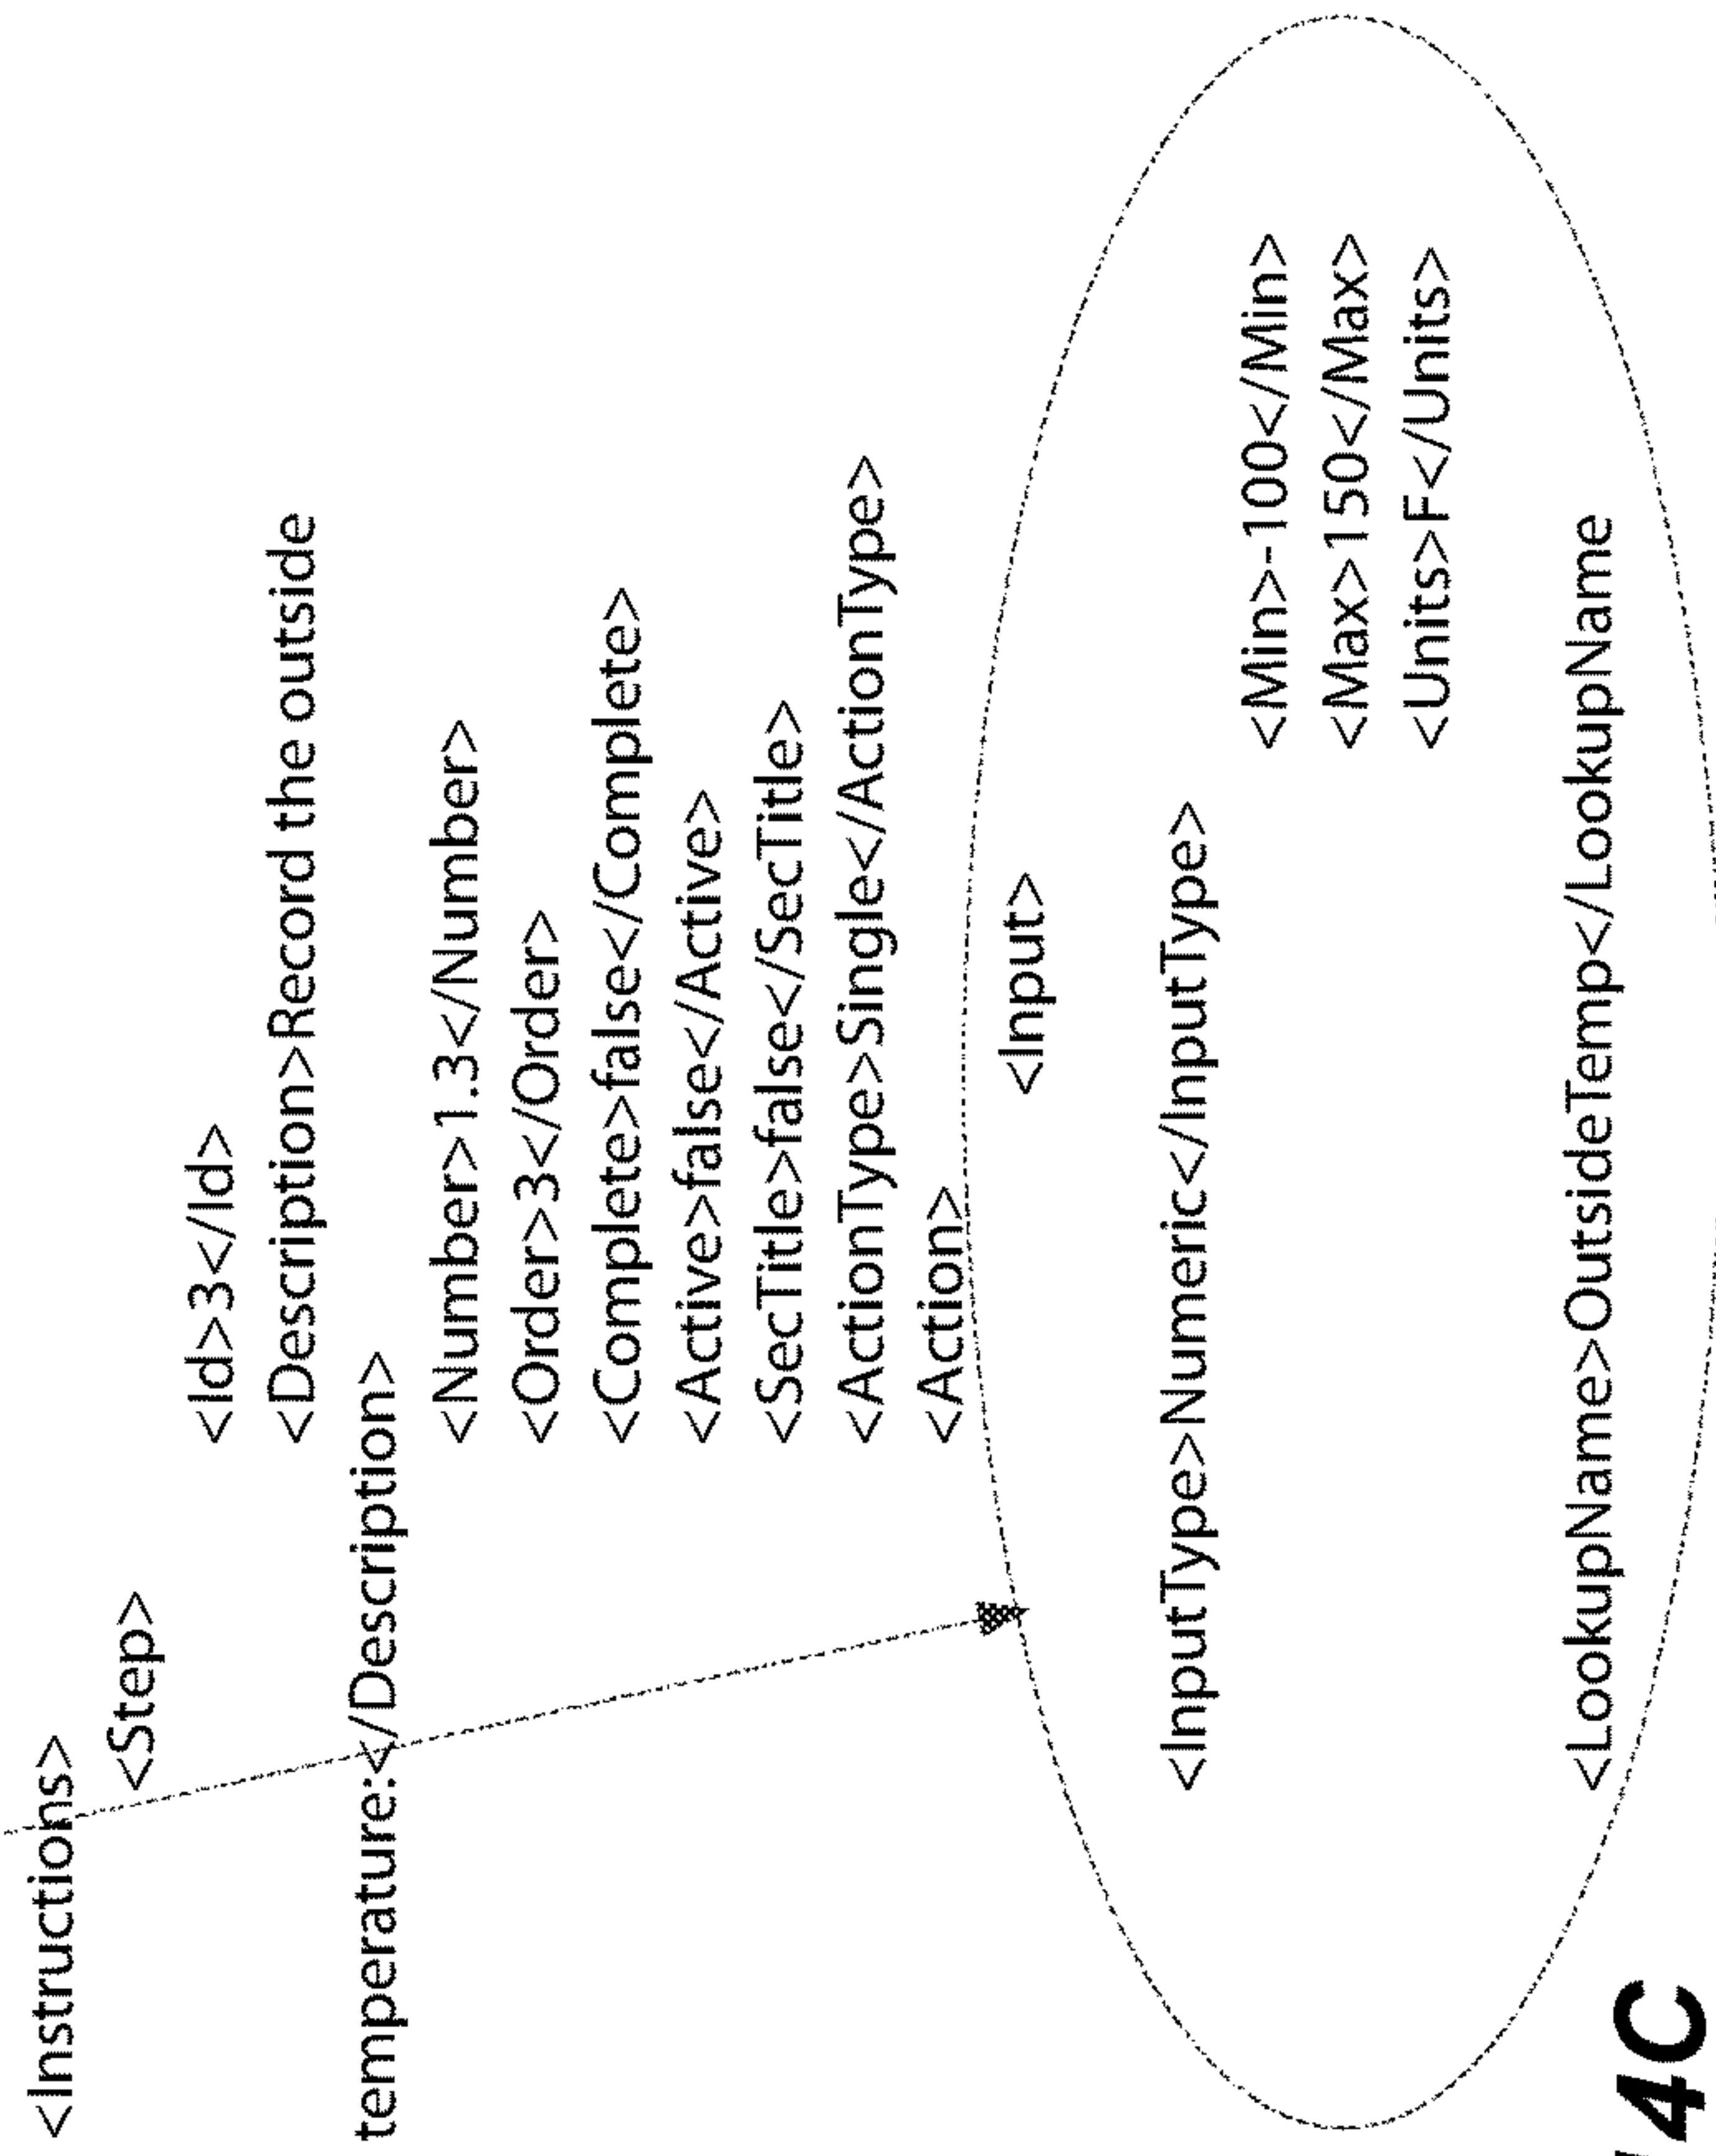 <Instructions>
<Step>
<Id>3</Id>
<Description>Record the outside
temperature:</Description>
<Number>1.3</Number>
<Order>3</Order>
<Complete>false</Complete>
<Active>false</Active>
<SecTitle>false</SecTitle>
<ActionType>Single</ActionType>
<Action>
<Input>
<InputType>Numeric</InputType>
<Min>-100</Min>
<Max>150</Max>
<Units>F</Units>
<LookupName>OutsideTemp</LookupName
4C